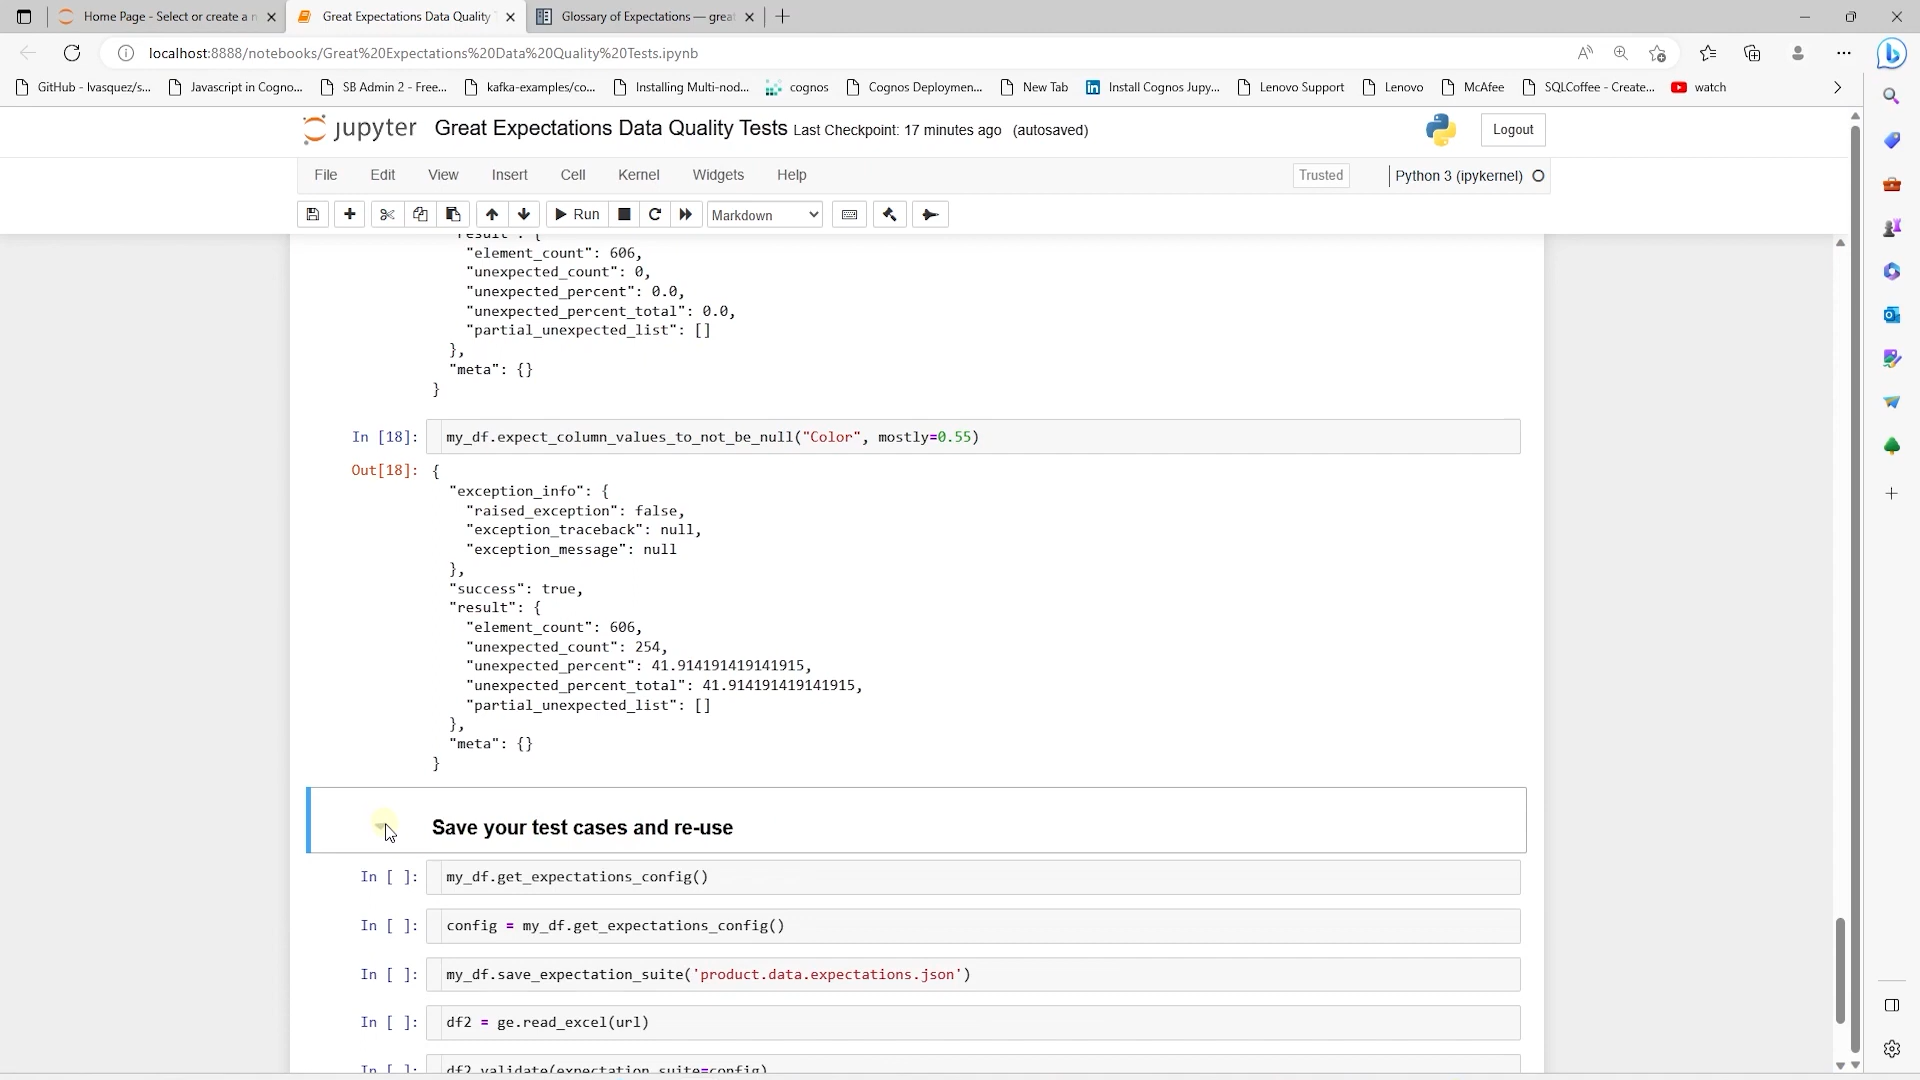 Home Page - Select or create a n
Great Expectations Data Quality
Glossary of Expectations — great
localhost:8888/notebooks/Great%20Expectations%20Data%20Quality%20Tests.ipynb
GitHub - lvasquez/s...
Javascript in Cogno...
SB Admin 2 - Free...
kafka-examples/co...
Installing Multi-nod...
cognos
Cognos Deploymen...
New Tab
Install Cognos Jupy...
Lenovo Support
Lenovo
McAfee
SQLCoffee - Create...
watch
jupyter Great Expectations Data Quality Tests Last Checkpoint: 17 minutes ago (autosaved)
Logout
File Edit View Insert Cell Kernel Widgets Help
Trusted
Python 3 (ipykernel)
Run
Markdown
"result": {
"element_count": 606,
"unexpected_count": 0,
"unexpected_percent": 0.0,
"unexpected_percent_total": 0.0,
"partial_unexpected_list": []
},
"meta": {}
}
In [18]: my_df.expect_column_values_to_not_be_null("Color", mostly=0.55)
Out[18]: {
"exception_info": {
"raised_exception": false,
"exception_traceback": null,
"exception_message": null
},
"success": true,
"result": {
"element_count": 606,
"unexpected_count": 254,
"unexpected_percent": 41.914191419141915,
"unexpected_percent_total": 41.914191419141915,
"partial_unexpected_list": []
},
"meta": {}
}
Save your test cases and re-use
In [ ]: my_df.get_expectations_config()
In [ ]: config = my_df.get_expectations_config()
In [ ]: my_df.save_expectation_suite('product.data.expectations.json')
In [ ]: df2 = ge.read_excel(url)
In [ ]: df2.validate(expectation_suite=config)